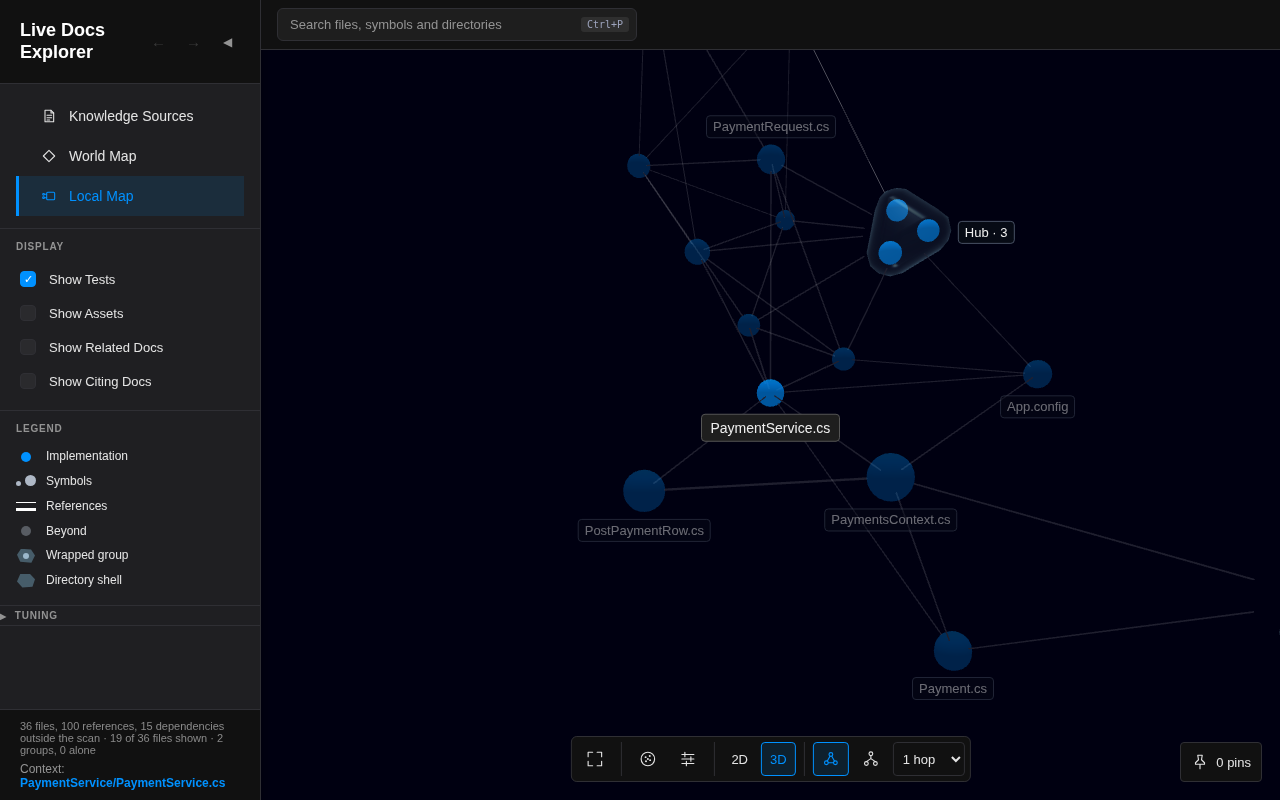 Live Docs
Explorer
Search files, symbols and directories
Ctrl+P
Knowledge Sources
World Map
Local Map
DISPLAY
Show Tests
Show Assets
Show Related Docs
Show Citing Docs
LEGEND
Implementation
Symbols
References
Beyond
Wrapped group
Directory shell
TUNING
36 files, 100 references, 15 dependencies
outside the scan · 19 of 36 files shown · 2
groups, 0 alone
Context:
PaymentService/PaymentService.cs
PaymentRequest.cs
Hub · 3
App.config
PaymentService.cs
PostPaymentRow.cs
PaymentsContext.cs
Payment.cs
2D
3D
1 hop
0 pins